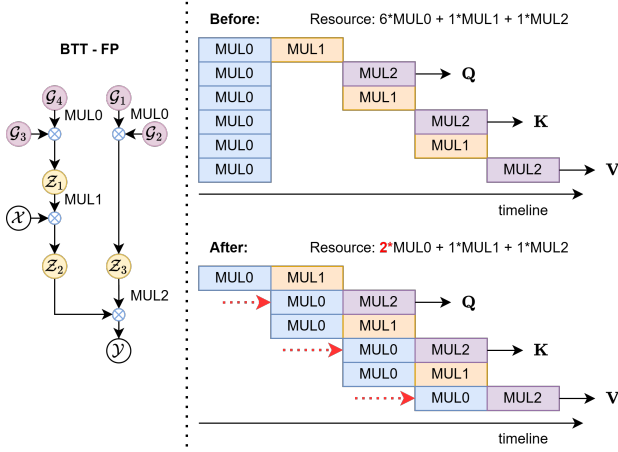 BTT - FP
𝒢₄ 𝒢₁
MUL0 MUL0
𝒢₃ 𝒢₂
𝒵₁
MUL1
𝒳
𝒵₂ 𝒵₃
MUL2
𝒴
Before: Resource: 6*MUL0 + 1*MUL1 + 1*MUL2
MUL0 MUL1
MUL0 MUL2 Q
MUL0 MUL1
MUL0 MUL2 K
MUL0 MUL1
MUL0 MUL2 V
timeline
After: Resource: 2*MUL0 + 1*MUL1 + 1*MUL2
MUL0 MUL1
MUL0 MUL2 Q
MUL0 MUL1
MUL0 MUL2 K
MUL0 MUL1
MUL0 MUL2 V
timeline